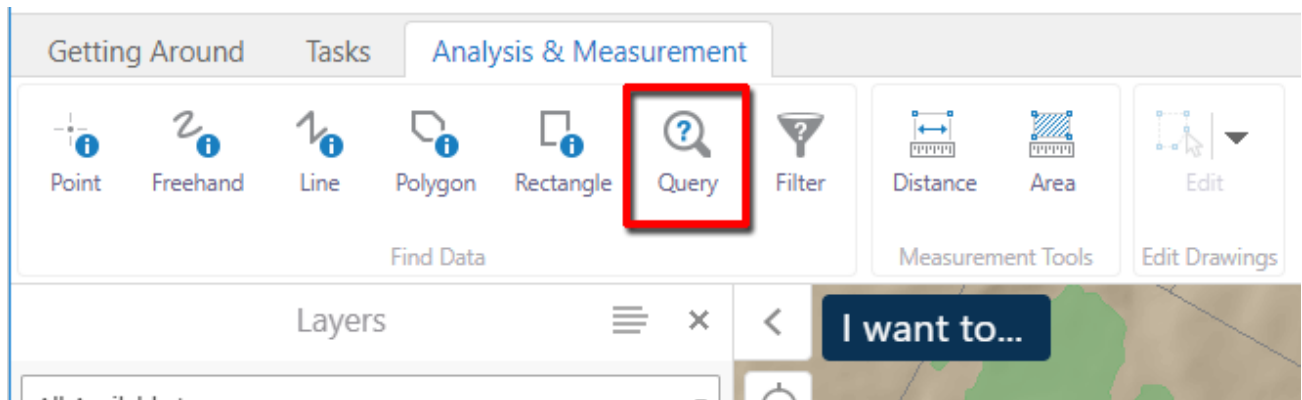 Getting Around Tasks Analysis & Measurement
Point Freehand Line Polygon Rectangle Query Filter Distance Area Edit
Find Data Measurement Tools Edit Drawings
Layers
I want to...